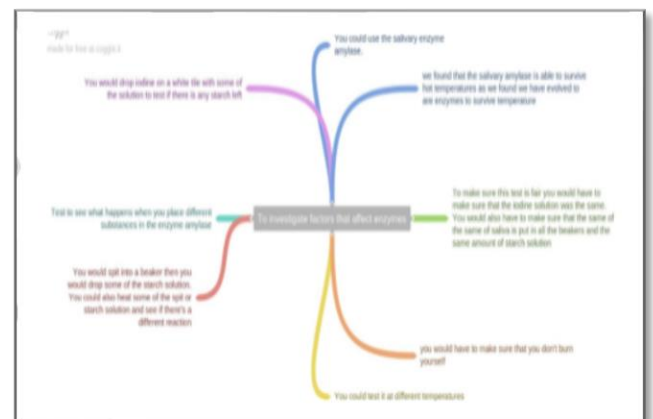 made for free at coggle.it
You could use the salivary enzyme
amylase.
we found that the salivary amylase is able to survive
hot temperatures as we found we have evolved to
are enzymes to survive temperature
You would drop iodine on a white tile with some of
the solution to test if there is any starch left
To make sure this test is fair you would have to
make sure that the iodine solution was the same.
You would also have to make sure that the same of
the same of saliva is put in all the beakers and the
same amount of starch solution
Test to see what happens when you place different
substances in the enzyme amylase
To investigate factors that affect enzymes
You would spit into a beaker then you
would drop some of the starch solution.
You could also heat some of the spit or
starch solution and see if there's a
different reaction
you would have to make sure that you don't burn
yourself
You could test it at different temperatures